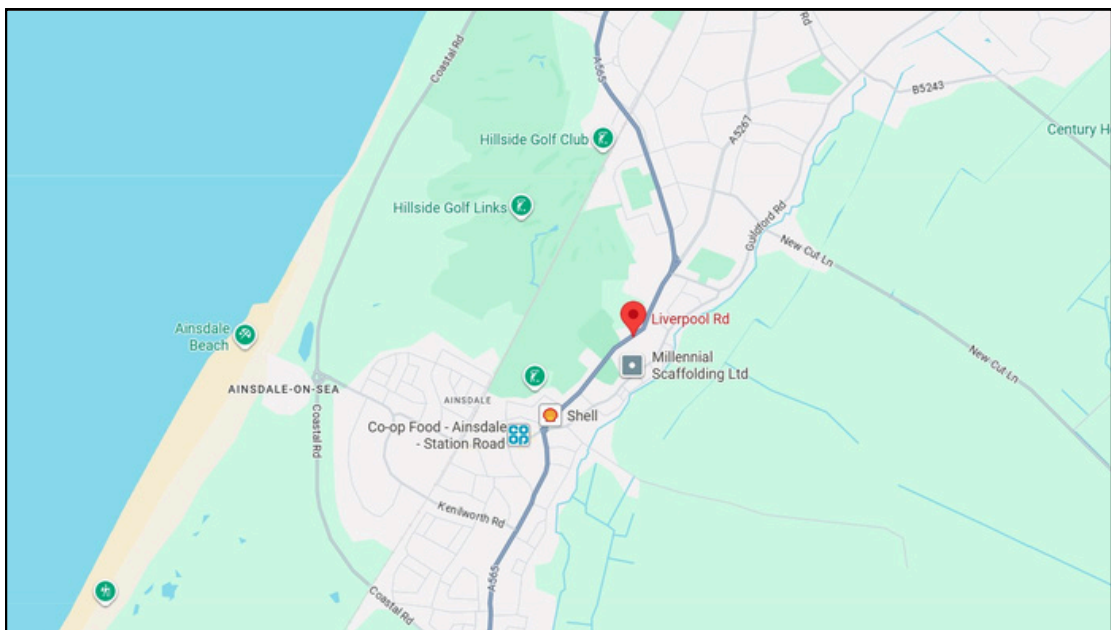 Coastal Rd
A565
Rd
B5243
A5267
Century H
Hillside Golf Club
Hillside Golf Links
Guildford Rd
New Cut Ln
Ainsdale
Beach
Liverpool Rd
New Cut Ln
Millennial
Scaffolding Ltd
AINSDALE-ON-SEA
AINSDALE
Shell
Co-op Food - Ainsdale
- Station Road
Coastal Rd
Kenilworth Rd
A565
Coastal Rd